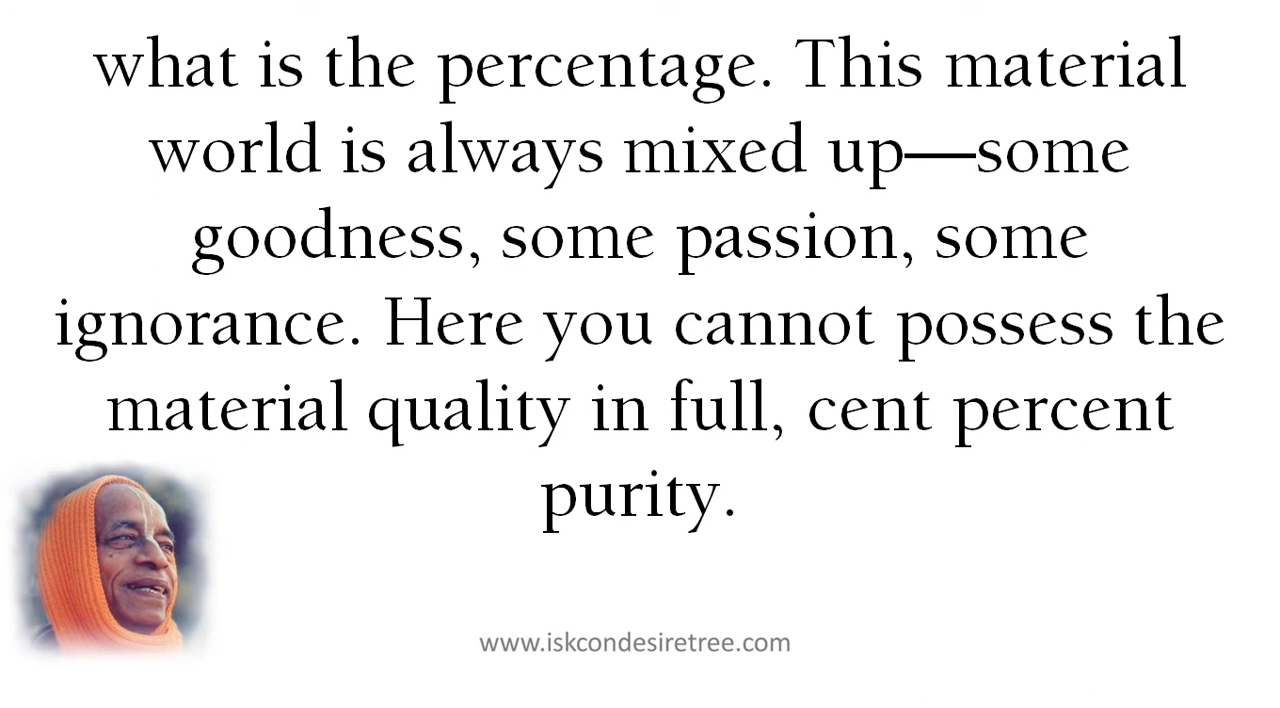 what is the percentage. This material
world is always mixed up—some
goodness, some passion, some
ignorance. Here you cannot possess the
material quality in full, cent percent
purity.
www.iskcondesiretree.com